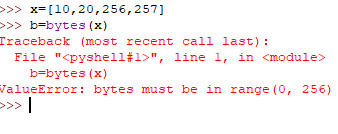 >>> x=[10,20,256,257]
>>> b=bytes(x)
Traceback (most recent call last):
  File "<pyshell#1>", line 1, in <module>
    b=bytes(x)
ValueError: bytes must be in range(0, 256)
>>>